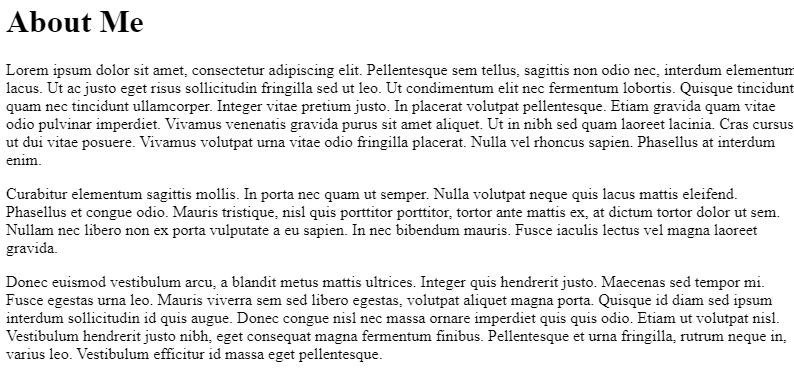 About Me
Lorem ipsum dolor sit amet, consectetur adipiscing elit. Pellentesque sem tellus, sagittis non odio nec, interdum elementum
lacus. Ut ac justo eget risus sollicitudin fringilla sed ut leo. Ut condimentum elit nec fermentum lobortis. Quisque tincidunt
quam nec tincidunt ullamcorper. Integer vitae pretium justo. In placerat volutpat pellentesque. Etiam gravida quam vitae
odio pulvinar imperdiet. Vivamus venenatis gravida purus sit amet aliquet. Ut in nibh sed quam laoreet lacinia. Cras cursus
ut dui vitae posuere. Vivamus volutpat urna vitae odio fringilla placerat. Nulla vel rhoncus sapien. Phasellus at interdum
enim.
Curabitur elementum sagittis mollis. In porta nec quam ut semper. Nulla volutpat neque quis lacus mattis eleifend.
Phasellus et congue odio. Mauris tristique, nisl quis porttitor porttitor, tortor ante mattis ex, at dictum tortor dolor ut sem.
Nullam nec libero non ex porta vulputate a eu sapien. In nec bibendum mauris. Fusce iaculis lectus vel magna laoreet
gravida.
Donec euismod vestibulum arcu, a blandit metus mattis ultrices. Integer quis hendrerit justo. Maecenas sed tempor mi.
Fusce egestas urna leo. Mauris viverra sem sed libero egestas, volutpat aliquet magna porta. Quisque id diam sed ipsum
interdum sollicitudin id quis augue. Donec congue nisl nec massa ornare imperdiet quis quis odio. Etiam ut volutpat nisl.
Vestibulum hendrerit justo nibh, eget consequat magna fermentum finibus. Pellentesque et urna fringilla, rutrum neque in,
varius leo. Vestibulum efficitur id massa eget pellentesque.